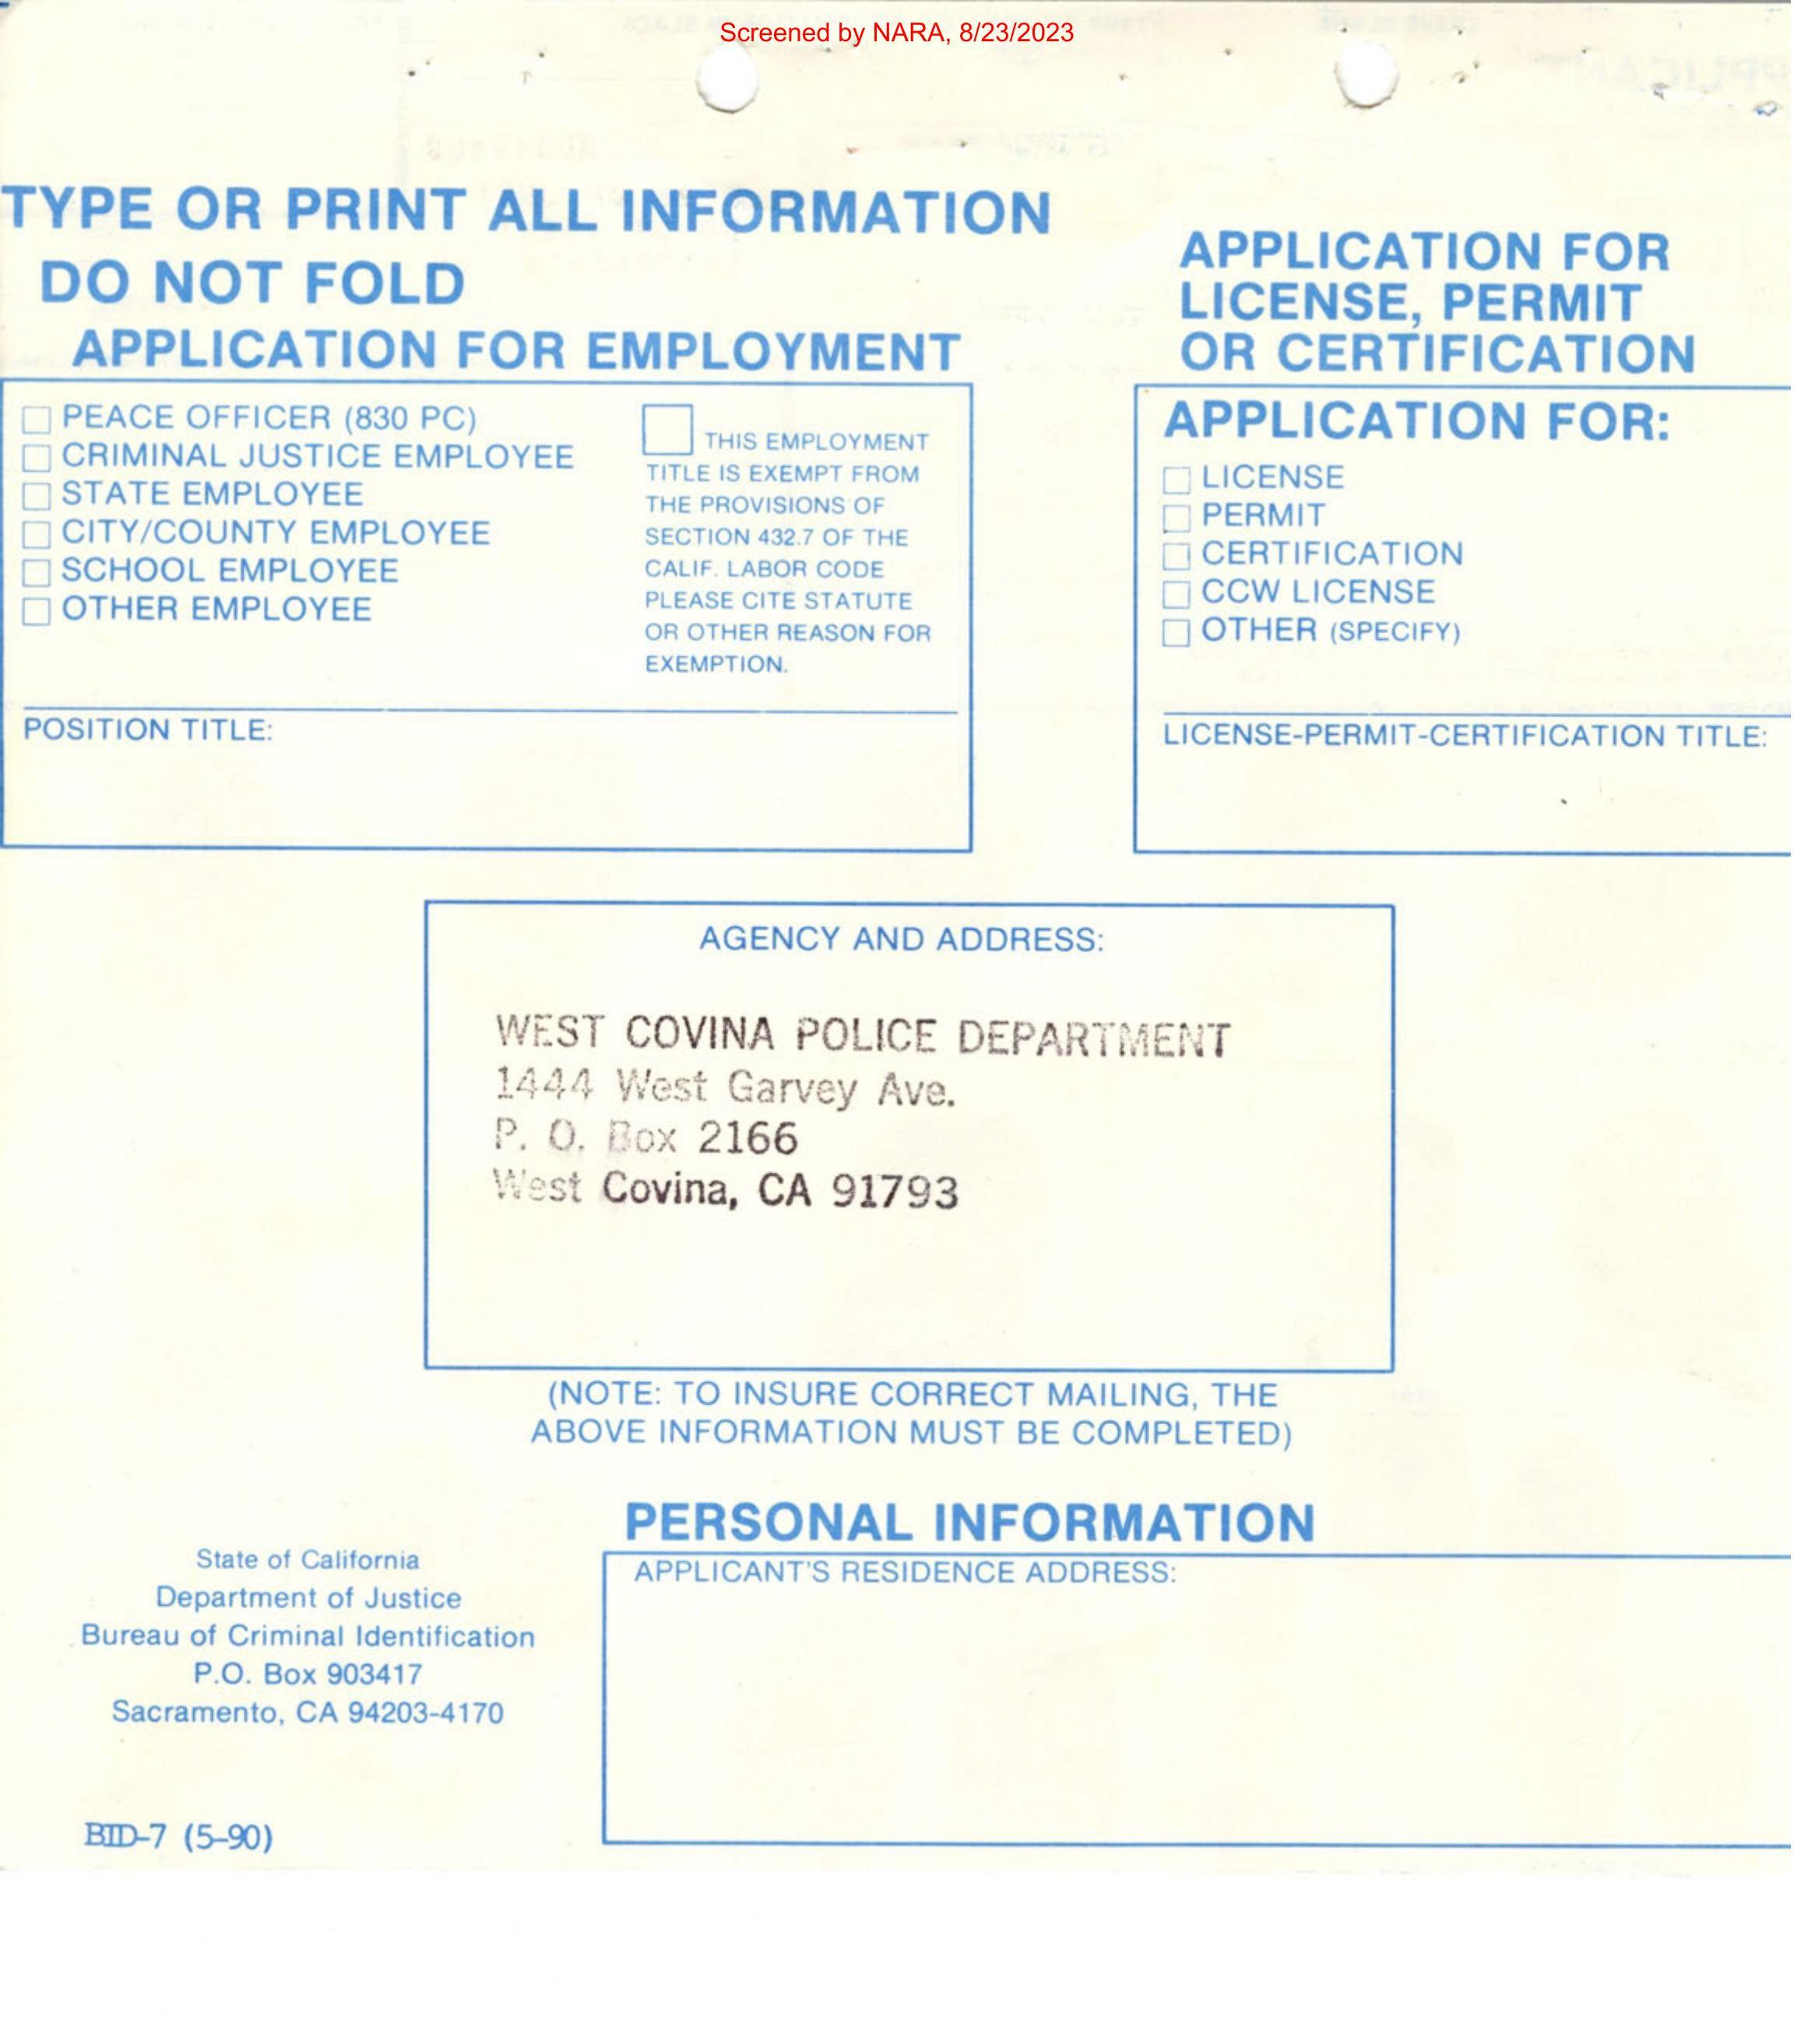 Screened by NARA, 8/23/2023
TYPE OR PRINT ALL INFORMATION
DO NOT FOLD
APPLICATION FOR EMPLOYMENT
☐ PEACE OFFICER (830 PC)
☐ CRIMINAL JUSTICE EMPLOYEE
☐ STATE EMPLOYEE
☐ CITY/COUNTY EMPLOYEE
☐ SCHOOL EMPLOYEE
☐ OTHER EMPLOYEE
☐ THIS EMPLOYMENT
TITLE IS EXEMPT FROM
THE PROVISIONS OF
SECTION 432.7 OF THE
CALIF. LABOR CODE
PLEASE CITE STATUTE
OR OTHER REASON FOR
EXEMPTION.
POSITION TITLE:
APPLICATION FOR
LICENSE, PERMIT
OR CERTIFICATION
APPLICATION FOR:
☐ LICENSE
☐ PERMIT
☐ CERTIFICATION
☐ CCW LICENSE
☐ OTHER (SPECIFY)
LICENSE-PERMIT-CERTIFICATION TITLE:
AGENCY AND ADDRESS:
WEST COVINA POLICE DEPARTMENT
1444 West Garvey Ave.
P. O. Box 2166
West Covina, CA 91793
(NOTE: TO INSURE CORRECT MAILING, THE
ABOVE INFORMATION MUST BE COMPLETED)
PERSONAL INFORMATION
APPLICANT'S RESIDENCE ADDRESS:
State of California
Department of Justice
Bureau of Criminal Identification
P.O. Box 903417
Sacramento, CA 94203-4170
BID-7 (5-90)